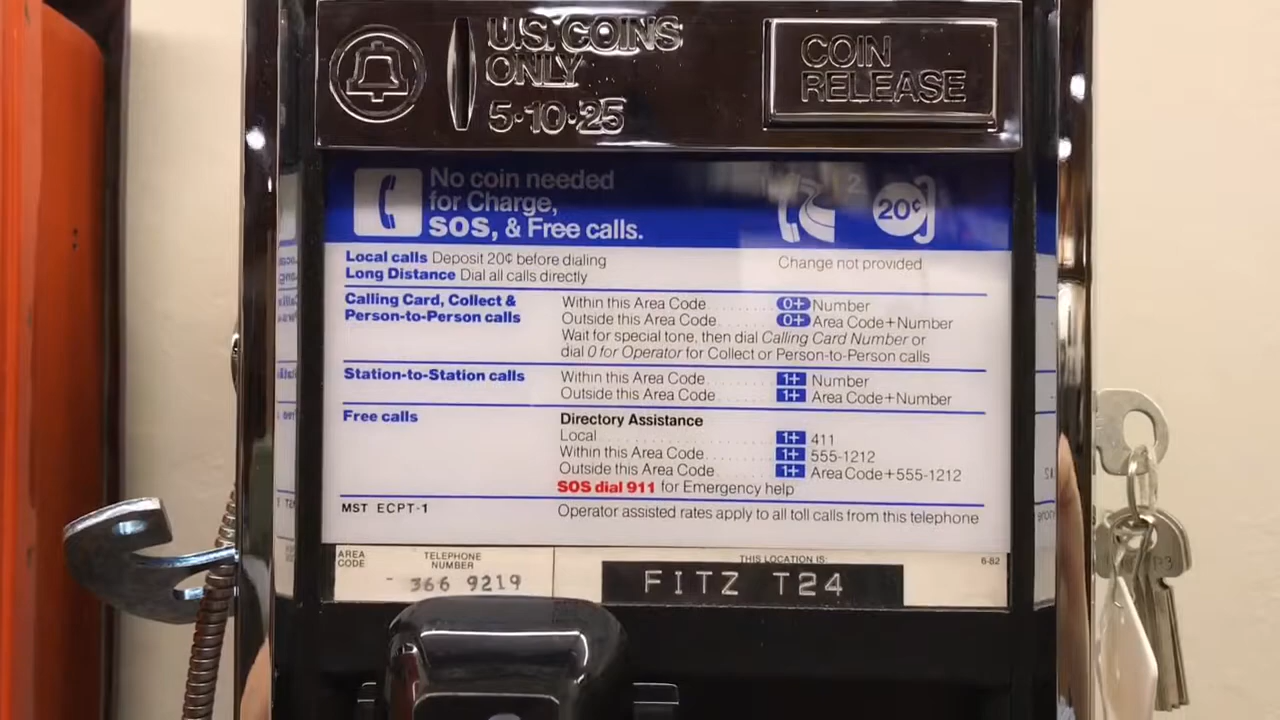 U.S. COINS
ONLY
5·10·25
COIN
RELEASE
No coin needed
for Charge,
SOS, & Free calls.
20¢
Local calls Deposit 20¢ before dialing
Long Distance Dial all calls directly
Change not provided
Calling Card, Collect &
Person-to-Person calls
Within this Area Code 0+ Number
Outside this Area Code 0+ Area Code+Number
Wait for special tone, then dial Calling Card Number or
dial 0 for Operator for Collect or Person-to-Person calls
Station-to-Station calls
Within this Area Code 1+ Number
Outside this Area Code 1+ Area Code+Number
Free calls
Directory Assistance
Local 1+ 411
Within this Area Code 1+ 555-1212
Outside this Area Code 1+ Area Code+555-1212
SOS dial 911 for Emergency help
MST ECPT-1
Operator assisted rates apply to all toll calls from this telephone
AREA
CODE
TELEPHONE
NUMBER
- 366 9219
THIS LOCATION IS:
FITZ T24
6-82